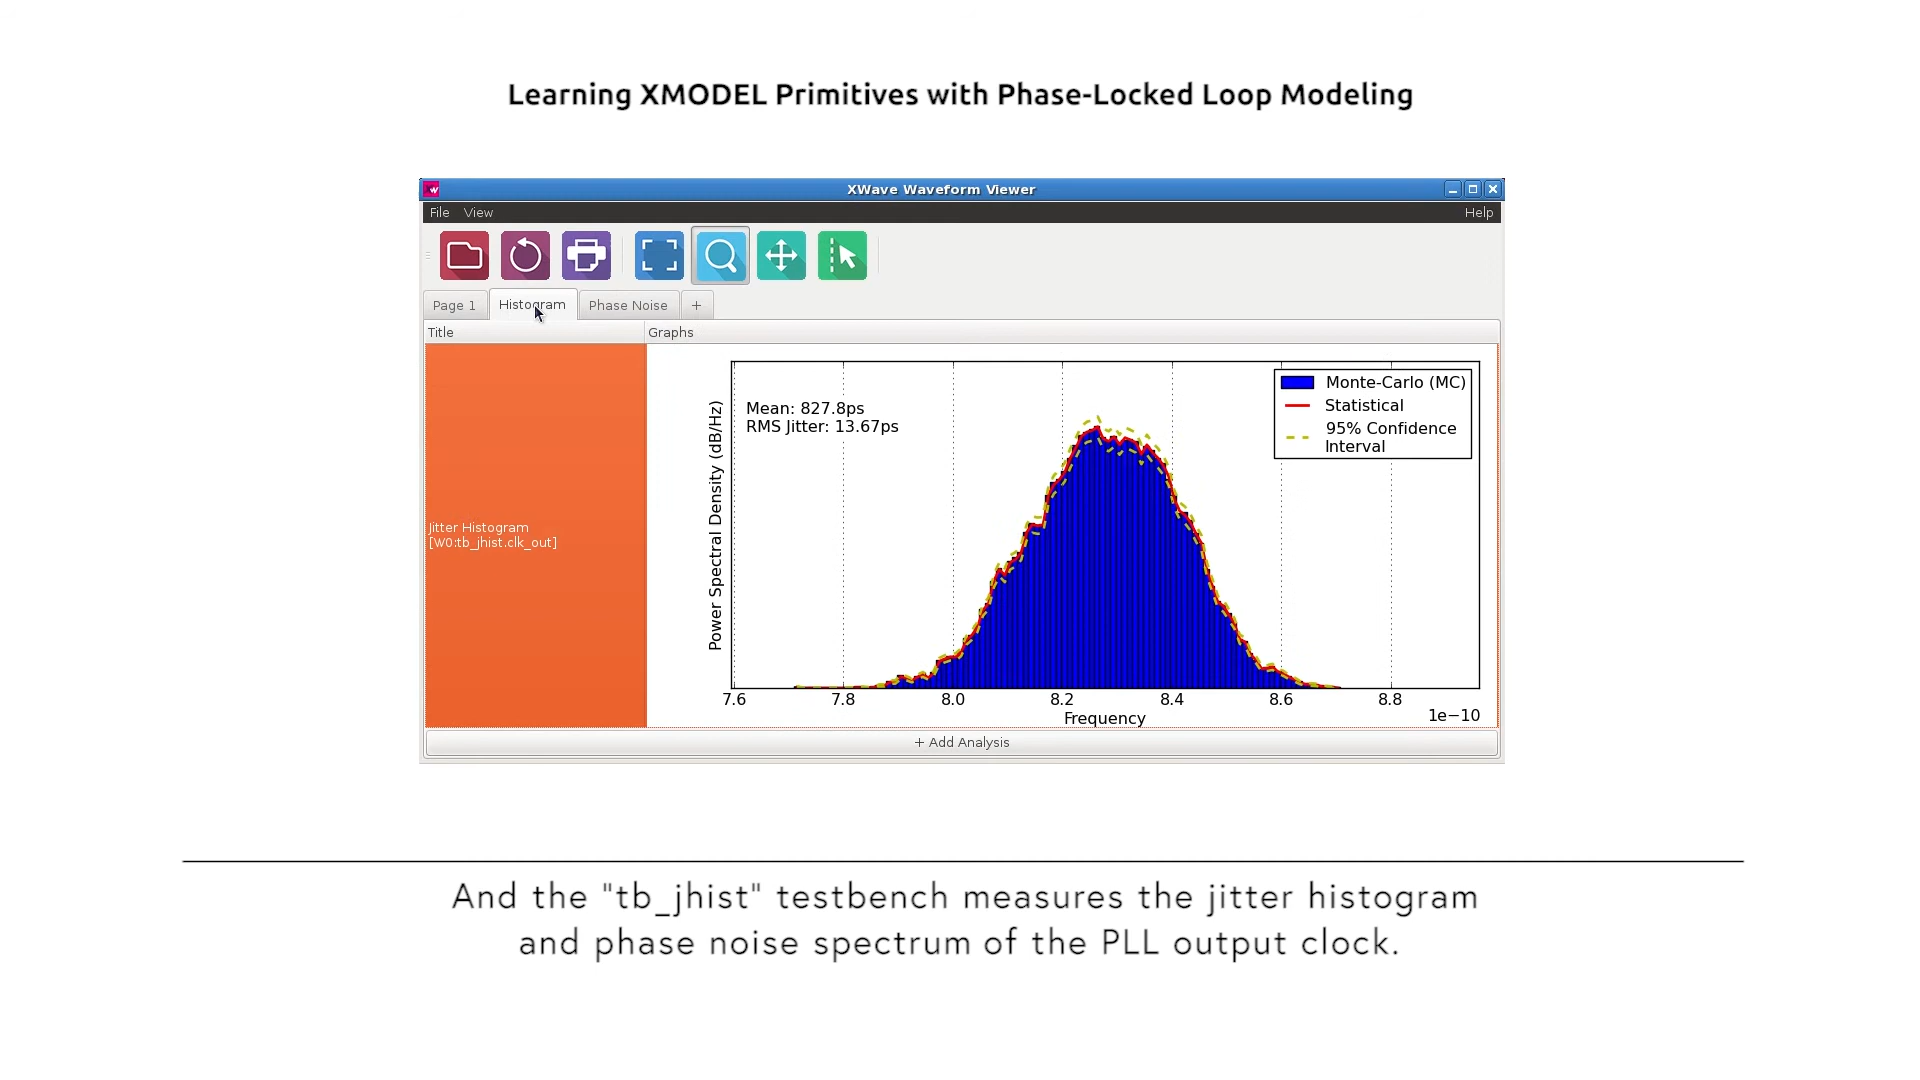 Learning XMODEL Primitives with Phase-Locked Loop Modeling
XWave Waveform Viewer
File View Help
Page 1 Histogram Phase Noise +
Title Graphs
Jitter Histogram
[W0:tb_jhist.clk_out]
Power Spectral Density (dB/Hz)
Mean: 827.8ps
RMS Jitter: 13.67ps
Monte-Carlo (MC)
Statistical
95% Confidence
Interval
7.6 7.8 8.0 8.2 8.4 8.6 8.8
Frequency
1e−10
+ Add Analysis
And the "tb_jhist" testbench measures the jitter histogram
and phase noise spectrum of the PLL output clock.